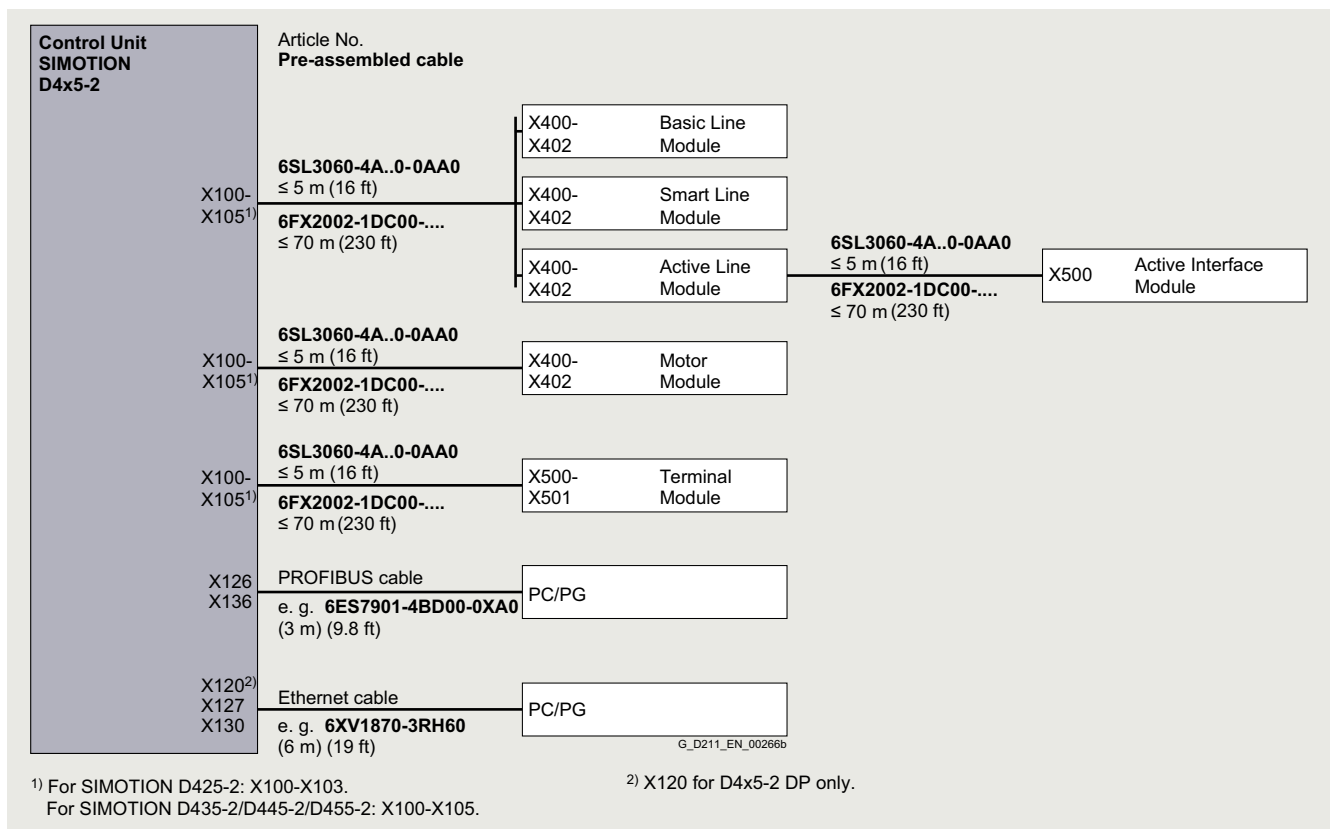 Control Unit
SIMOTION
D4x5-2
Article No.
Pre-assembled cable
X100-
X105¹⁾
6SL3060-4A..0-0AA0
≤ 5 m (16 ft)
6FX2002-1DC00-....
≤ 70 m (230 ft)
X400- Basic Line
X402 Module
X400- Smart Line
X402 Module
X400- Active Line
X402 Module
6SL3060-4A..0-0AA0
≤ 5 m (16 ft)
6FX2002-1DC00-....
≤ 70 m (230 ft)
X500 Active Interface
Module
X100-
X105¹⁾
6SL3060-4A..0-0AA0
≤ 5 m (16 ft)
6FX2002-1DC00-....
≤ 70 m (230 ft)
X400- Motor
X402 Module
X100-
X105¹⁾
6SL3060-4A..0-0AA0
≤ 5 m (16 ft)
6FX2002-1DC00-....
≤ 70 m (230 ft)
X500- Terminal
X501 Module
X126
X136
PROFIBUS cable
e. g. 6ES7901-4BD00-0XA0
(3 m) (9.8 ft)
PC/PG
X120²⁾
X127
X130
Ethernet cable
e. g. 6XV1870-3RH60
(6 m) (19 ft)
PC/PG
G_D211_EN_00266b
¹⁾ For SIMOTION D425-2: X100-X103.
For SIMOTION D435-2/D445-2/D455-2: X100-X105.
²⁾ X120 for D4x5-2 DP only.